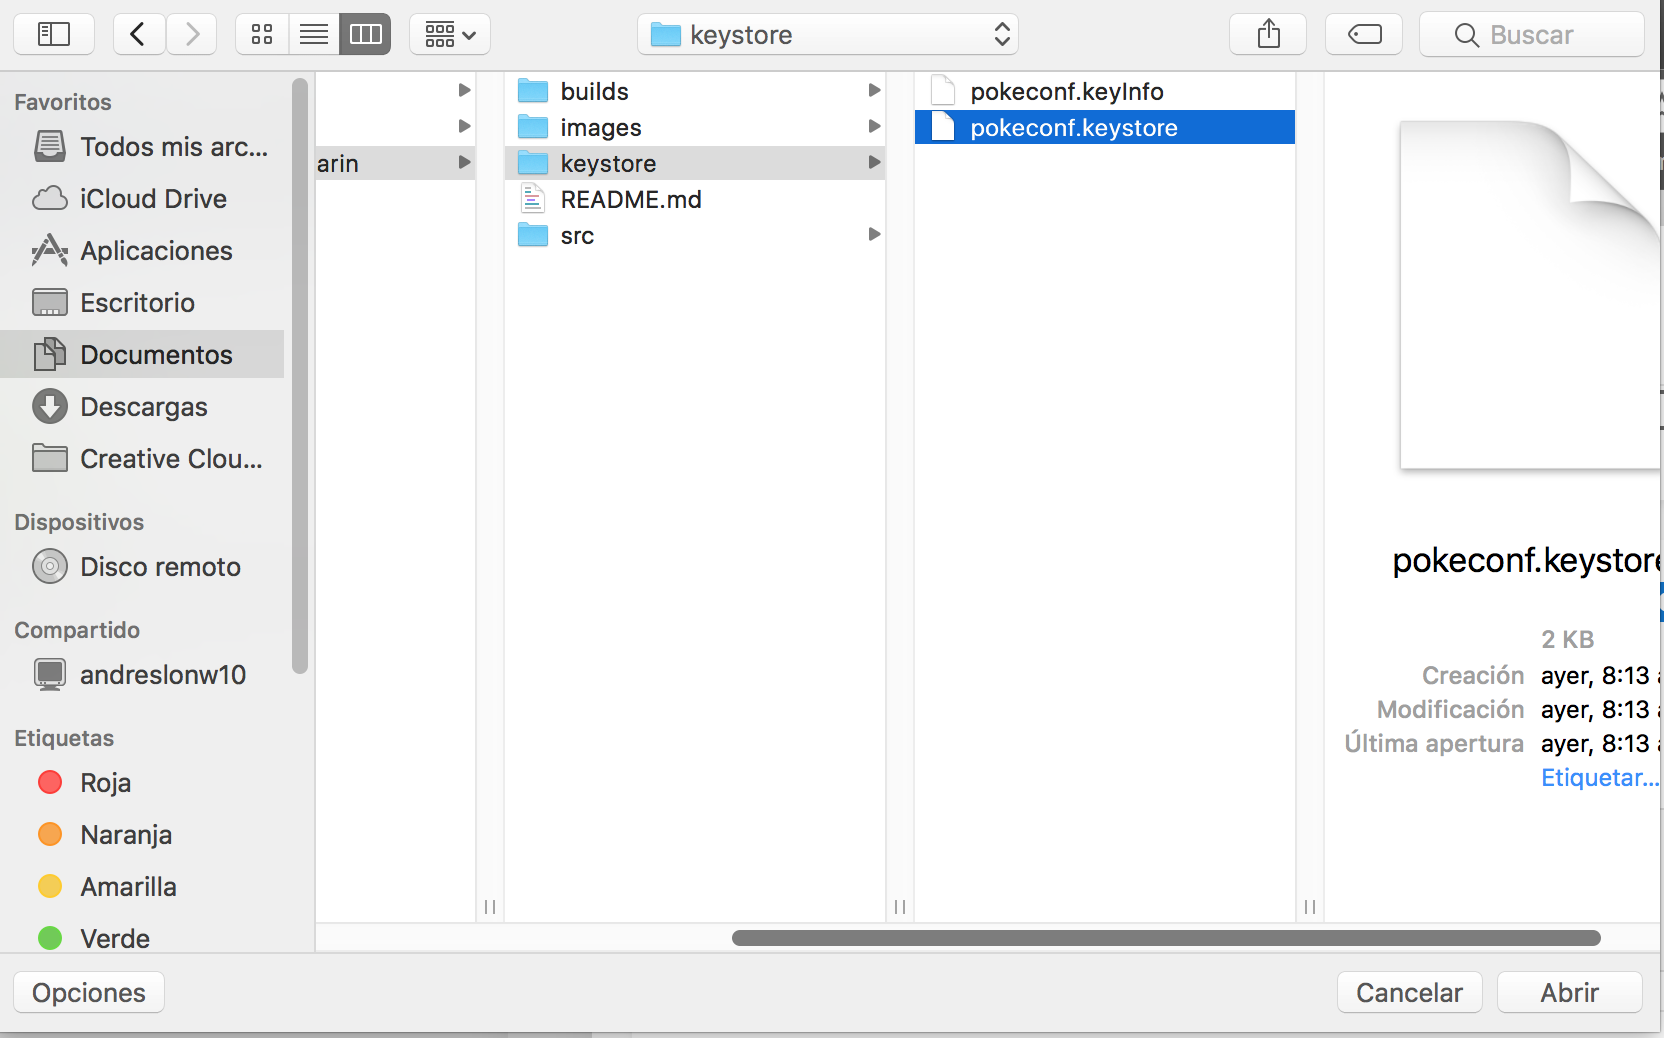 keystore
Buscar
Favoritos
Todos mis arc...
iCloud Drive
Aplicaciones
Escritorio
Documentos
Descargas
Creative Clou...
Dispositivos
Disco remoto
Compartido
andreslonw10
Etiquetas
Roja
Naranja
Amarilla
Verde
arin
builds
images
keystore
README.md
src
pokeconf.keyInfo
pokeconf.keystore
pokeconf.keystore
2 KB
Creación ayer, 8:13 a
Modificación ayer, 8:13 a
Última apertura ayer, 8:13 a
Etiquetar...
Opciones
Cancelar
Abrir